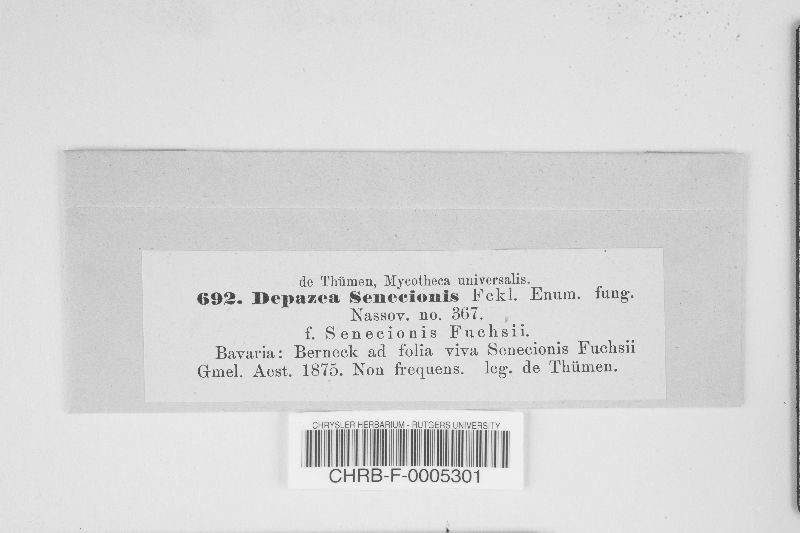 de Thümen, Mycotheca universalis.
692. Depazea Senecionis Fckl. Enum. fung.
Nassov. no. 367.
f. Senecionis Fuchsii.
Bavaria: Berneck ad folia viva Senecionis Fuchsii
Gmel. Aest. 1875. Non frequens. leg. de Thümen.
CHRYSLER HERBARIUM - RUTGERS UNIVERSITY
CHRB-F-0005301